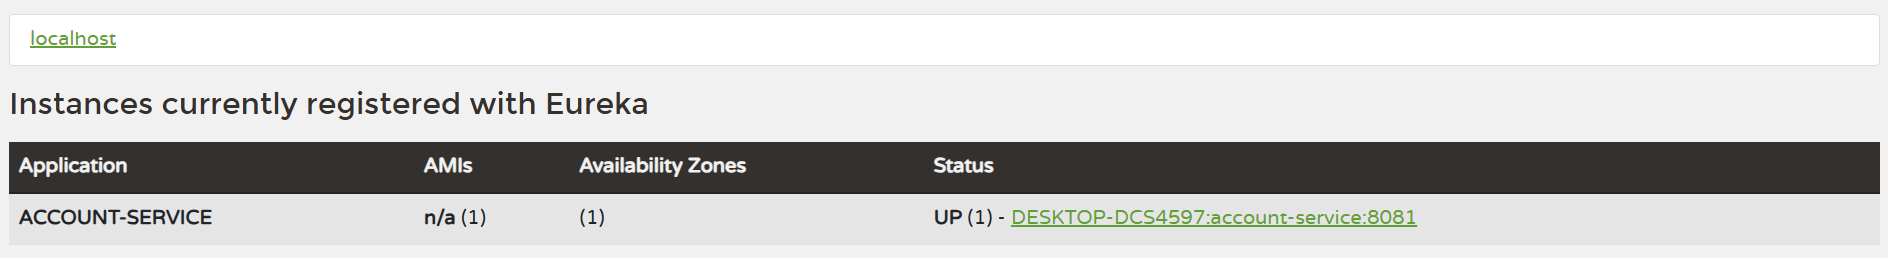 localhost
Instances currently registered with Eureka
Application AMIs Availability Zones Status
ACCOUNT-SERVICE n/a (1) (1) UP (1) - DESKTOP-DCS4597:account-service:8081